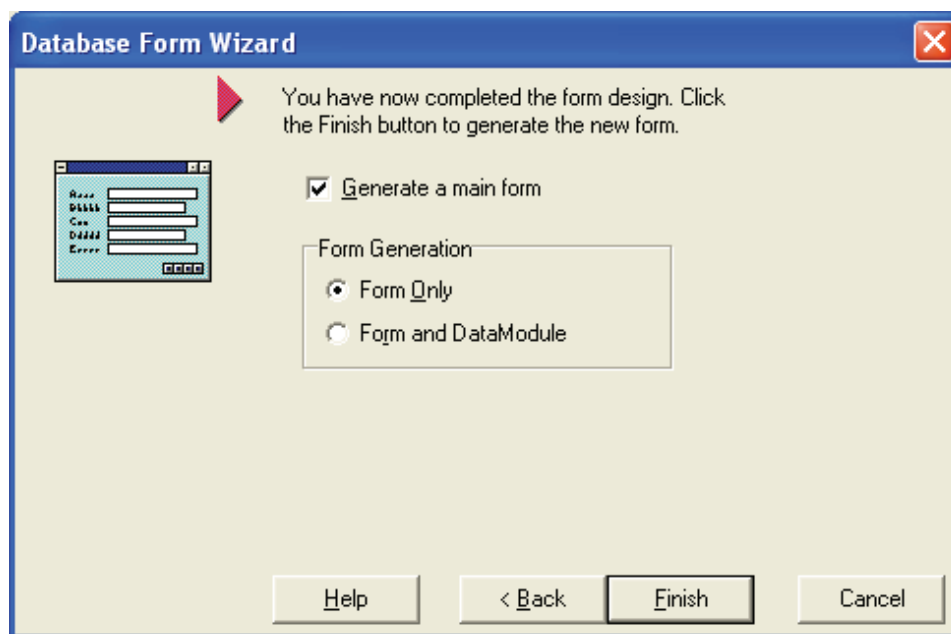 Database Form Wizard
You have now completed the form design. Click
the Finish button to generate the new form.
Generate a main form
Form Generation
Form Only
Form and DataModule
Help
< Back
Finish
Cancel